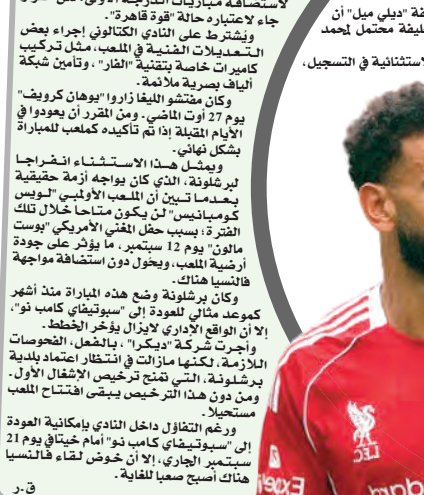 لاستضافة مباريات الدرجة الأولى
جاء لاعتباره حالة "قوة قاهرة".
ويُشترط على النادي الكتالوني إجراء بعض
التعديلات الفنية في الملعب، مثل تركيب
كاميرات خاصة بتقنية "الفار"، وتأمين شبكة
ألياف بصرية ملائمة.
وكان مفتشو الليغا زاروا "يوهان كرويف"
يوم 27 أوت الماضي. ومن المقرر أن يعودوا في
الأيام المقبلة إذا تم تأكيده كملعب للمباراة
بشكل نهائي.
ويمثل هذا الاستثناء انفراجا
لبرشلونة، الذي كان يواجه أزمة حقيقية
بعدما تبين أن الملعب الأولمبي "لويس
كومبانيس" لن يكون متاحا خلال تلك
الفترة؛ بسبب حفل المغني الأمريكي "بوست
مالون" يوم 12 سبتمبر، ما يؤثر على جودة
أرضية الملعب، ويحول دون استضافة مواجهة
فالنسيا هناك.
وكان برشلونة وضع هذه المباراة منذ أشهر
كموعد مثالي للعودة إلى "سبوتيفاي كامب نو"،
إلا أن الواقع الإداري لايزال يؤخر الخطط.
وأجرت شركة "ديكرا"، بالفعل، الفحوصات
اللازمة، لكنها مازالت في انتظار اعتماد بلدية
برشلونة، التي تمنح ترخيص الإشغال الأول.
ومن دون هذا الترخيص يبقى افتتاح الملعب
مستحيلا.
ورغم التفاؤل داخل النادي بإمكانية العودة
إلى "سبوتيفاي كامب نو" أمام خيتافي يوم 21
سبتمبر الجاري، إلا أن خوض لقاء فالنسيا
هناك أصبح صعبا للغاية.
ق.ر
"ديلي ميل" أن
خليفة محتمل لمحمد
الاستثنائية في التسجيل،
L.F.C.